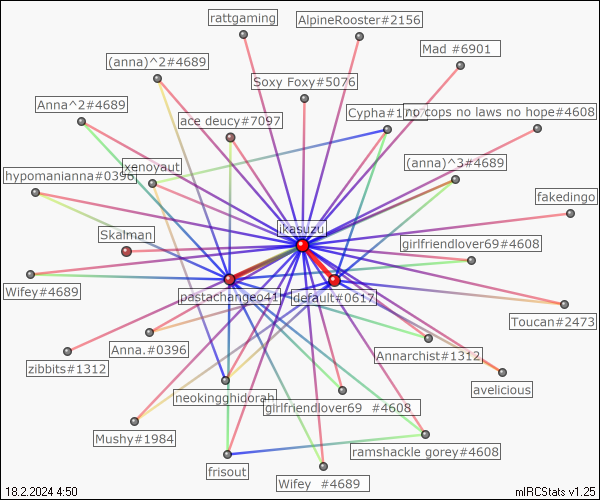 rattgaming
AlpineRooster#2156
Mad #6901
(anna)^2#4689
Soxy Foxy#5076
Anna^2#4689
ace deucy#7097
no cops no laws no hope#4608
(anna)^3#4689
xenoyaut
hypomanianna#0396
fakedingo
ikasuzu
Skalman
girlfriendlover69#4608
Wifey#4689
pastachangeo41
default#0617
Toucan#2473
Anna.#0396
Annarchist#1312
zibbits#1312
avelicious
neokingghidorah
girlfriendlover69 #4608
Mushy#1984
ramshackle gorey#4608
frisout
Wifey #4689
18.2.2024 4:50
mIRCStats v1.25